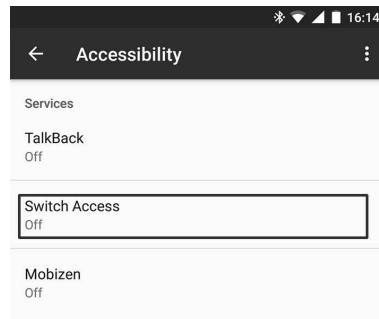 16:14
Accessibility
Services
TalkBack
Off
Switch Access
Off
Mobizen
Off